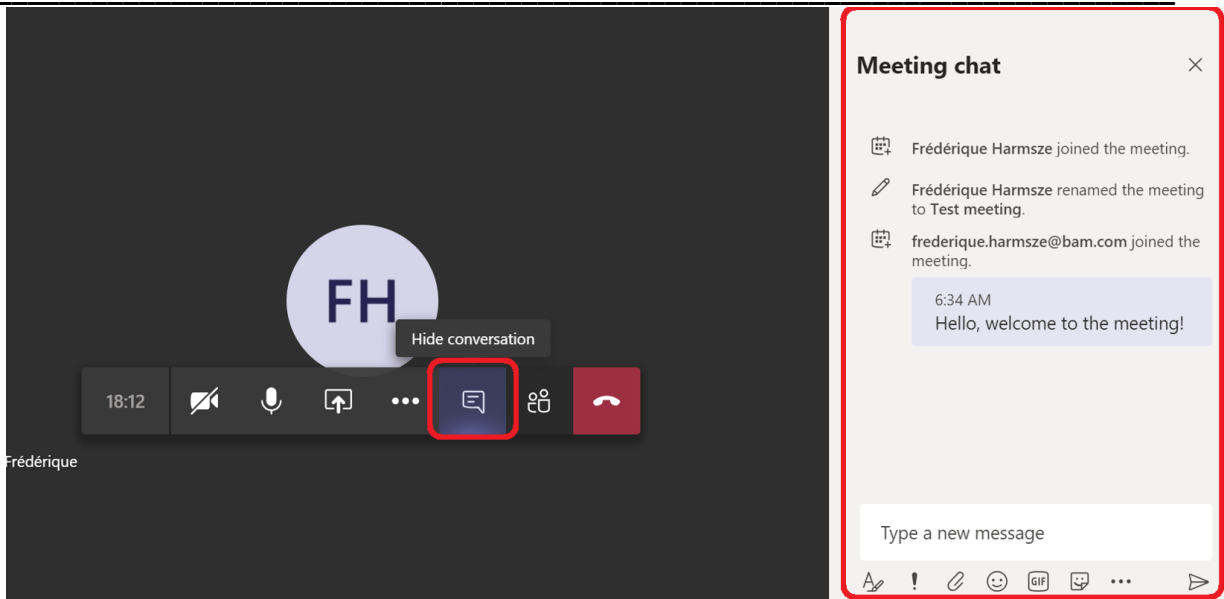 FH
Hide conversation
18:12
Frédérique
Meeting chat
Frédérique Harmsze joined the meeting.
Frédérique Harmsze renamed the meeting
to Test meeting.
frederique.harmsze@bam.com joined the
meeting.
6:34 AM
Hello, welcome to the meeting!
Type a new message
GIF